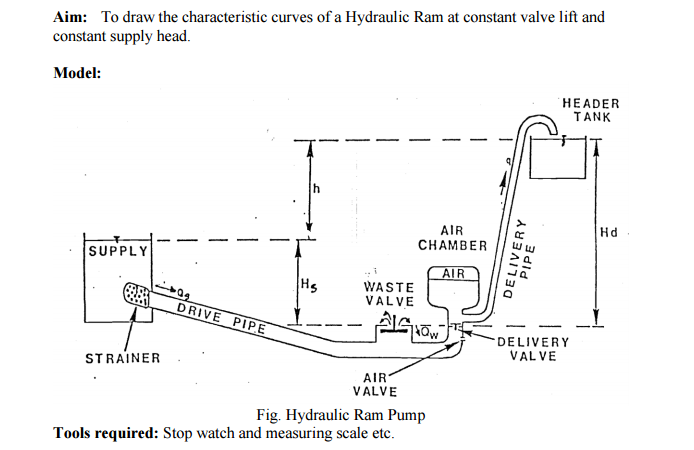 Aim: To draw the characteristic curves of a Hydraulic Ram at constant valve lift and
constant supply head.
Model:
HEADER
TANK
h
q
Hd
AIR
CHAMBER
DELIVERY
PIPE
SUPPLY
AIR
Hs
WASTE
VALVE
Qs
DRIVE PIPE
Qw
DELIVERY
VALVE
STRAINER
AIR
VALVE
Fig. Hydraulic Ram Pump
Tools required: Stop watch and measuring scale etc.